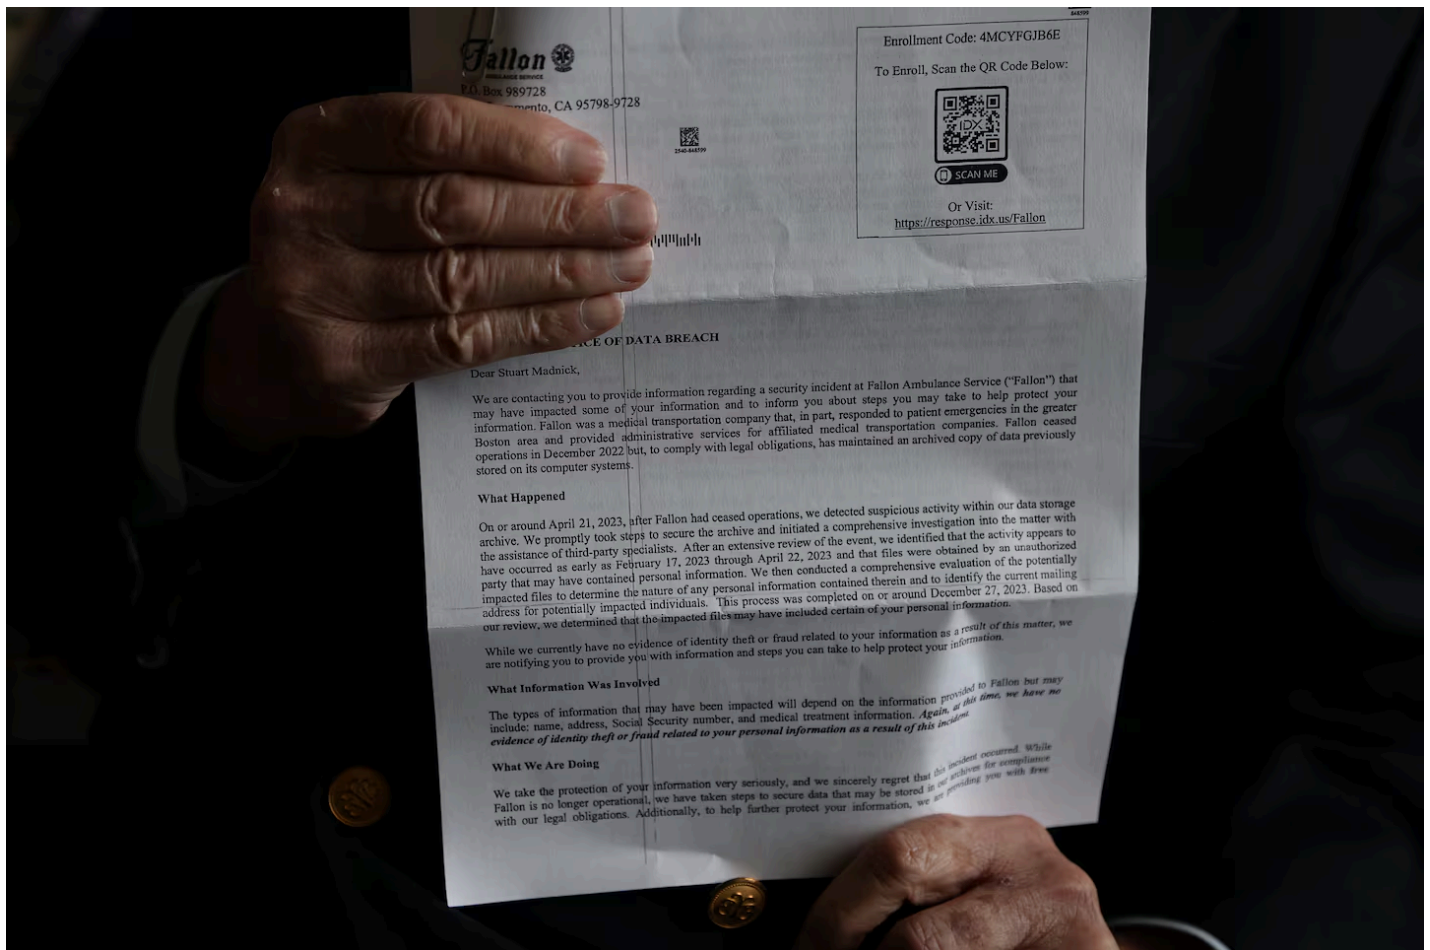 Fallon
AMBULANCE SERVICE
P.O. Box 989728
mento, CA 95798-9728
2540-848599
848599
Enrollment Code: 4MCYFGJB6E
To Enroll, Scan the QR Code Below:
IDX
SCAN ME
Or Visit:
https://response.idx.us/Fallon
ICE OF DATA BREACH
Dear Stuart Madnick,
We are contacting you to provide information regarding a security incident at Fallon Ambulance Service (“Fallon”) that
may have impacted some of your information and to inform you about steps you may take to help protect your
information. Fallon was a medical transportation company that, in part, responded to patient emergencies in the greater
Boston area and provided administrative services for affiliated medical transportation companies. Fallon ceased
operations in December 2022 but, to comply with legal obligations, has maintained an archived copy of data previously
stored on its computer systems.
What Happened
On or around April 21, 2023, after Fallon had ceased operations, we detected suspicious activity within our data storage
archive. We promptly took steps to secure the archive and initiated a comprehensive investigation into the matter with
the assistance of third-party specialists. After an extensive review of the event, we identified that the activity appears to
have occurred as early as February 17, 2023 through April 22, 2023 and that files were obtained by an unauthorized
party that may have contained personal information. We then conducted a comprehensive evaluation of the potentially
impacted files to determine the nature of any personal information contained therein and to identify the current mailing
address for potentially impacted individuals. This process was completed on or around December 27, 2023. Based on
our review, we determined that the impacted files may have included certain of your personal information.
While we currently have no evidence of identity theft or fraud related to your information as a result of this matter, we
are notifying you to provide you with information and steps you can take to help protect your information.
What Information Was Involved
The types of information that may have been impacted will depend on the information provided to Fallon but may
include: name, address, Social Security number, and medical treatment information. Again, at this time, we have no
evidence of identity theft or fraud related to your personal information as a result of this incident.
What We Are Doing
We take the protection of your information very seriously, and we sincerely regret that this incident occurred. While
Fallon is no longer operational, we have taken steps to secure data that may be stored in our archives for compliance
with our legal obligations. Additionally, to help further protect your information, we are providing you with free